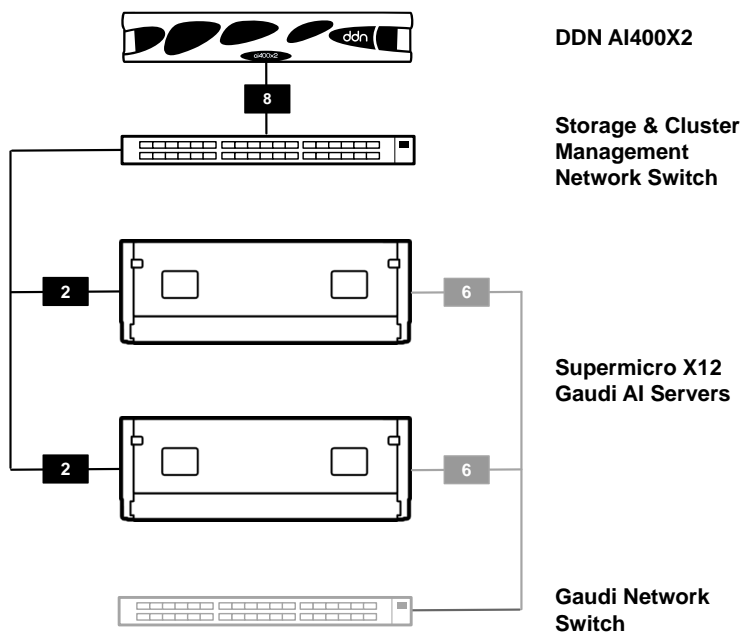 ddn
ai400x2
DDN AI400X2
8
Storage & Cluster
Management
Network Switch
2
6
Supermicro X12
Gaudi AI Servers
2
6
Gaudi Network
Switch